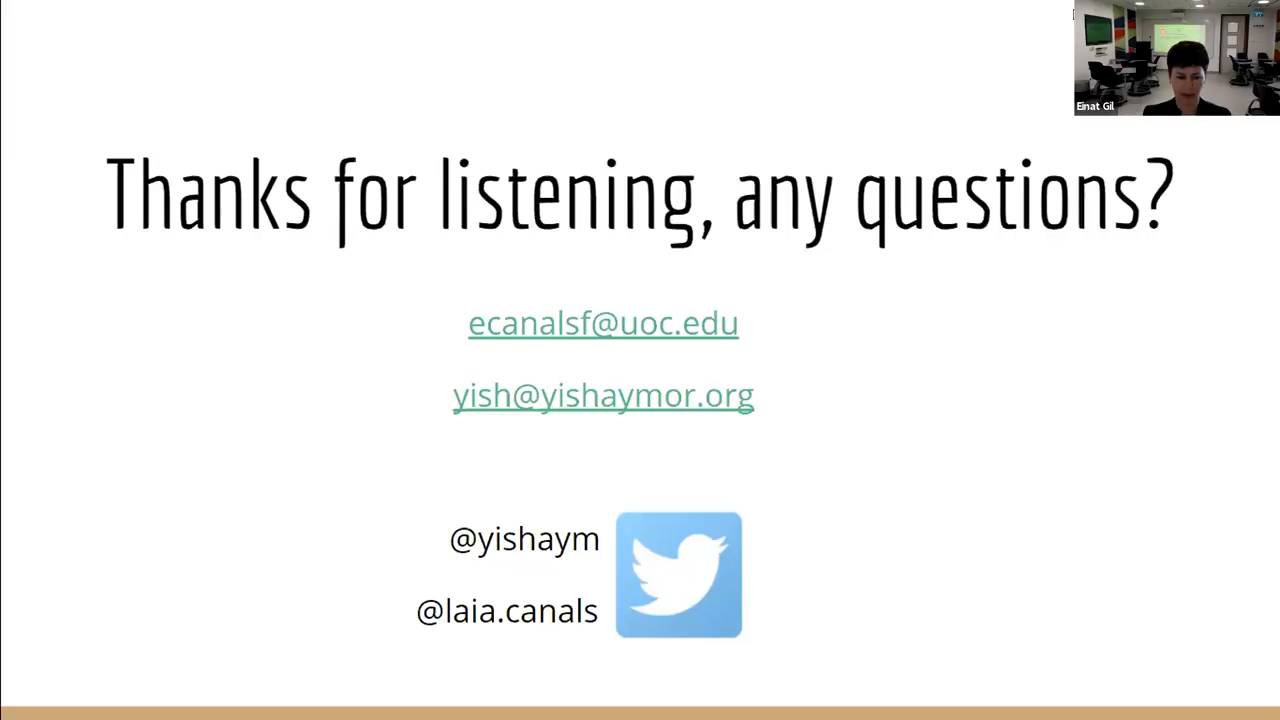 Einat Gil
Thanks for listening, any questions?
ecanalsf@uoc.edu
yish@yishaymor.org
@yishaym
@laia.canals